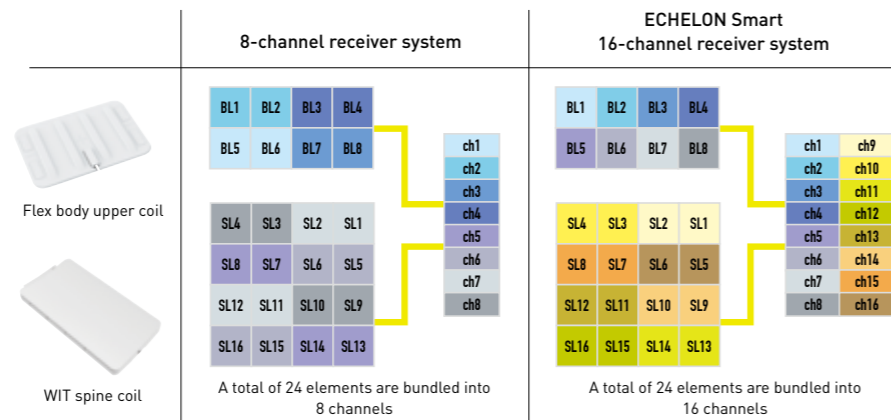 8-channel receiver system
ECHELON Smart
16-channel receiver system
Flex body upper coil
BL1 BL2 BL3 BL4
BL5 BL6 BL7 BL8
SL4 SL3 SL2 SL1
SL8 SL7 SL6 SL5
SL12 SL11 SL10 SL9
SL16 SL15 SL14 SL13
ch1
ch2
ch3
ch4
ch5
ch6
ch7
ch8
A total of 24 elements are bundled into
8 channels
BL1 BL2 BL3 BL4
BL5 BL6 BL7 BL8
SL4 SL3 SL2 SL1
SL8 SL7 SL6 SL5
SL12 SL11 SL10 SL9
SL16 SL15 SL14 SL13
ch1 ch9
ch2 ch10
ch3 ch11
ch4 ch12
ch5 ch13
ch6 ch14
ch7 ch15
ch8 ch16
A total of 24 elements are bundled into
16 channels
WIT spine coil